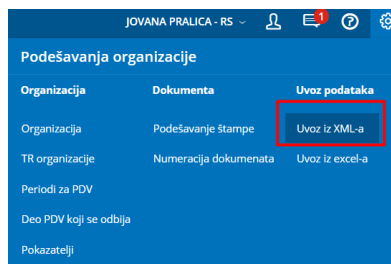 JOVANA PRALICA - RS
1
Podešavanja organizacije
Organizacija Dokumenta Uvoz podataka
Organizacija Podešavanje štampe Uvoz iz XML-a
TR organizacije Numeracija dokumenata Uvoz iz excel-a
Periodi za PDV
Deo PDV koji se odbija
Pokazatelji